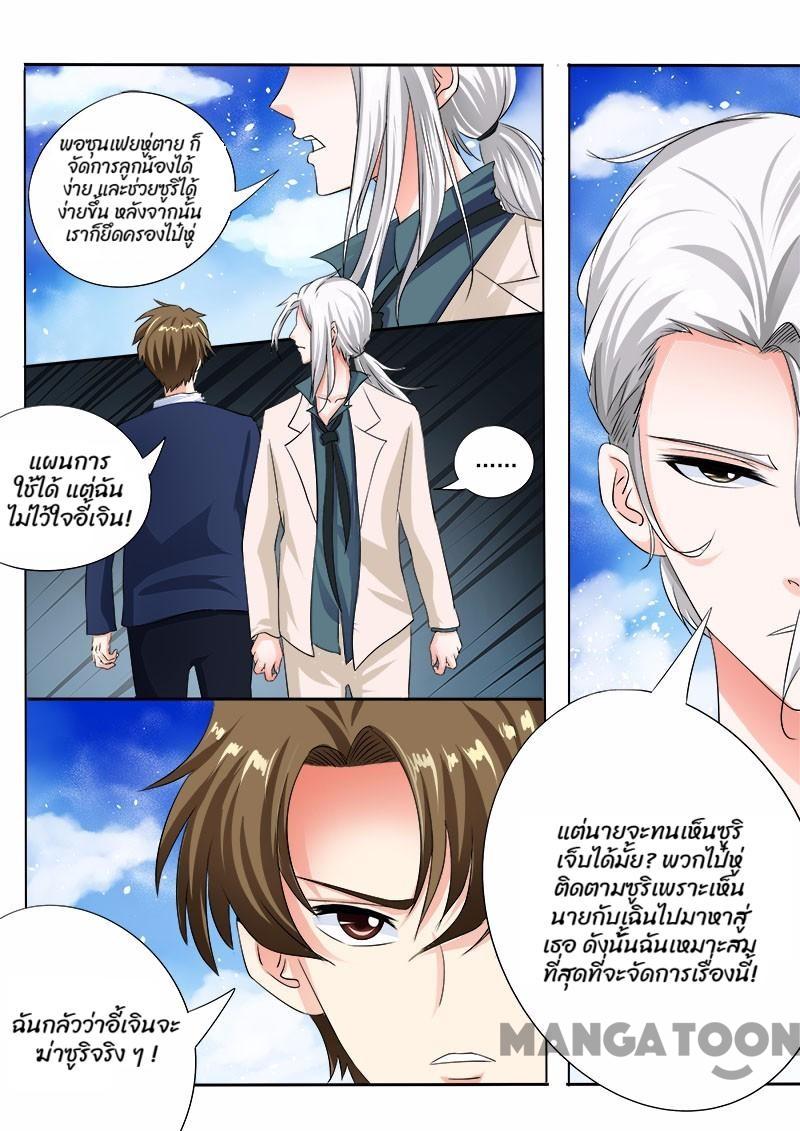 พอซุนเฟยหู่ตาย ก็
จัดการลูกน้องได้
ง่าย และช่วยซูริได้
ง่ายขึ้น หลังจากนั้น
เราก็ยึดครองไป๋หู่
แผนการ
ใช้ได้ แต่ฉัน
ไม่ไว้ใจอี้เจิน!
......
ฉันกลัวว่าอี้เจินจะ
ฆ่าซูริจริง ๆ !
แต่นายจะทนเห็นซูริ
เจ็บได้มั้ย? พวกไป๋หู่
ติดตามซูริเพราะเห็น
นายกับเฉินไปมาหาสู่
เธอ ดังนั้นฉันเหมาะสม
ที่สุดที่จะจัดการเรื่องนี้!
MANGATOON